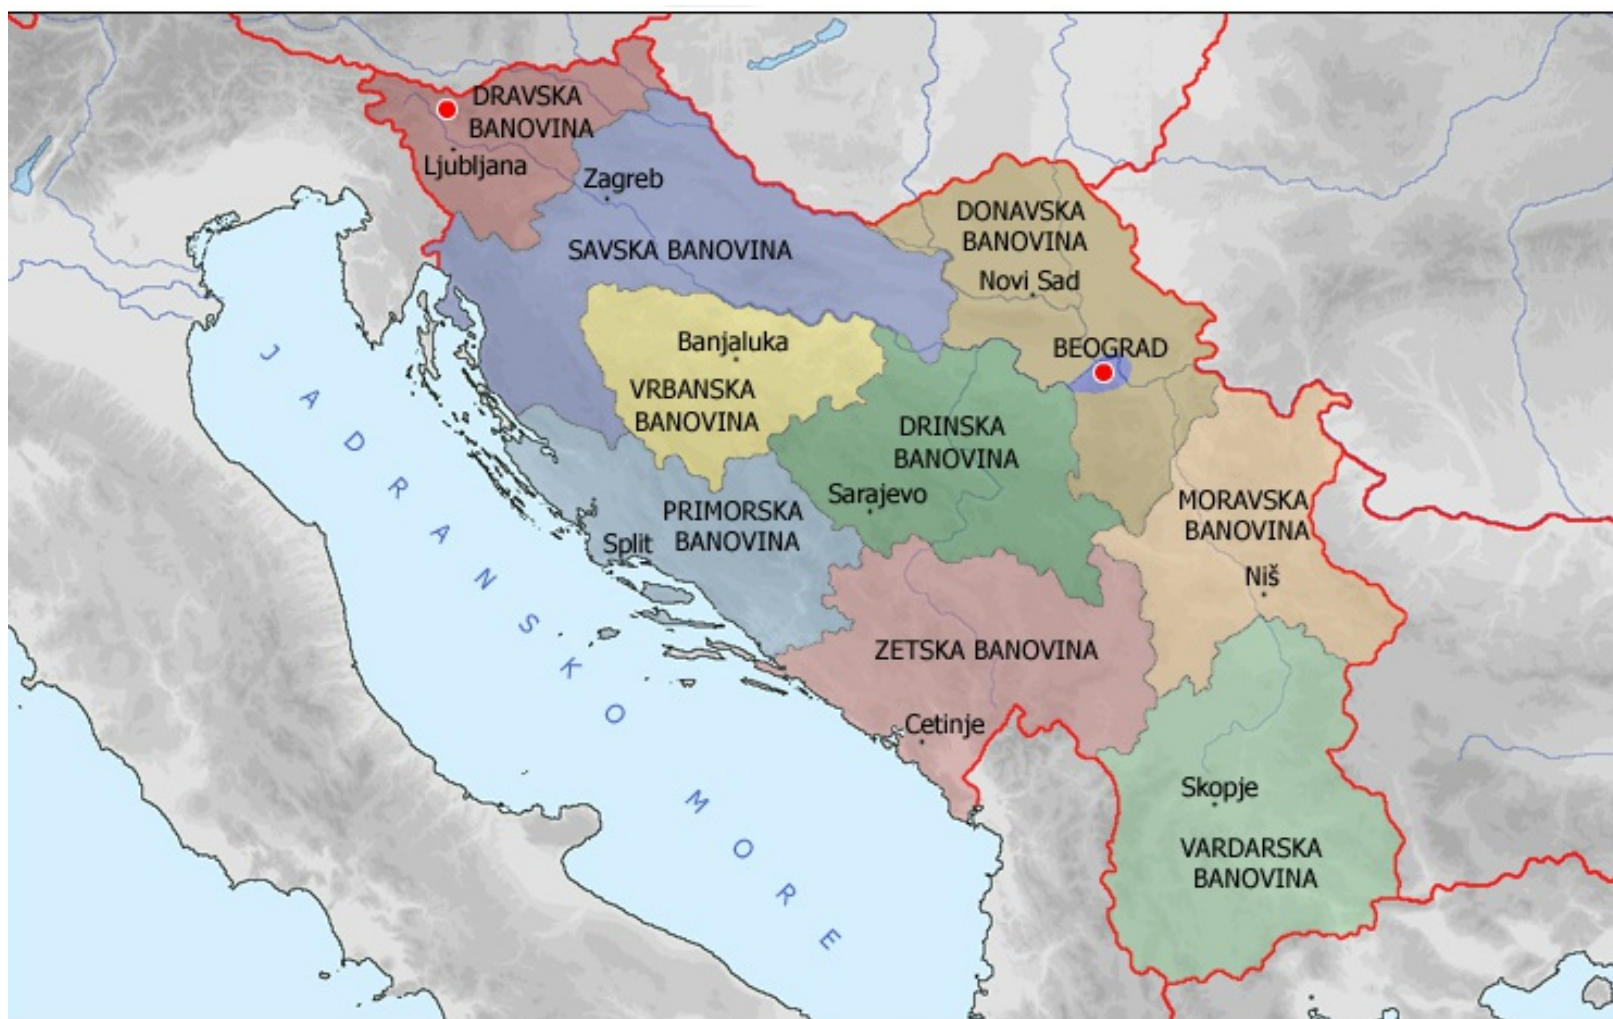 DRAVSKA
BANOVINA
Ljubljana
Zagreb
SAVSKA BANOVINA
DONAVSKA
BANOVINA
Novi Sad
BEOGRAD
Banjaluka
VRBANSKA
BANOVINA
DRINSKA
BANOVINA
Sarajevo
PRIMORSKA
BANOVINA
Split
MORAVSKA
BANOVINA
Niš
ZETSKA BANOVINA
Cetinje
Skopje
VARDARSKA
BANOVINA
JADRANSKO MORE